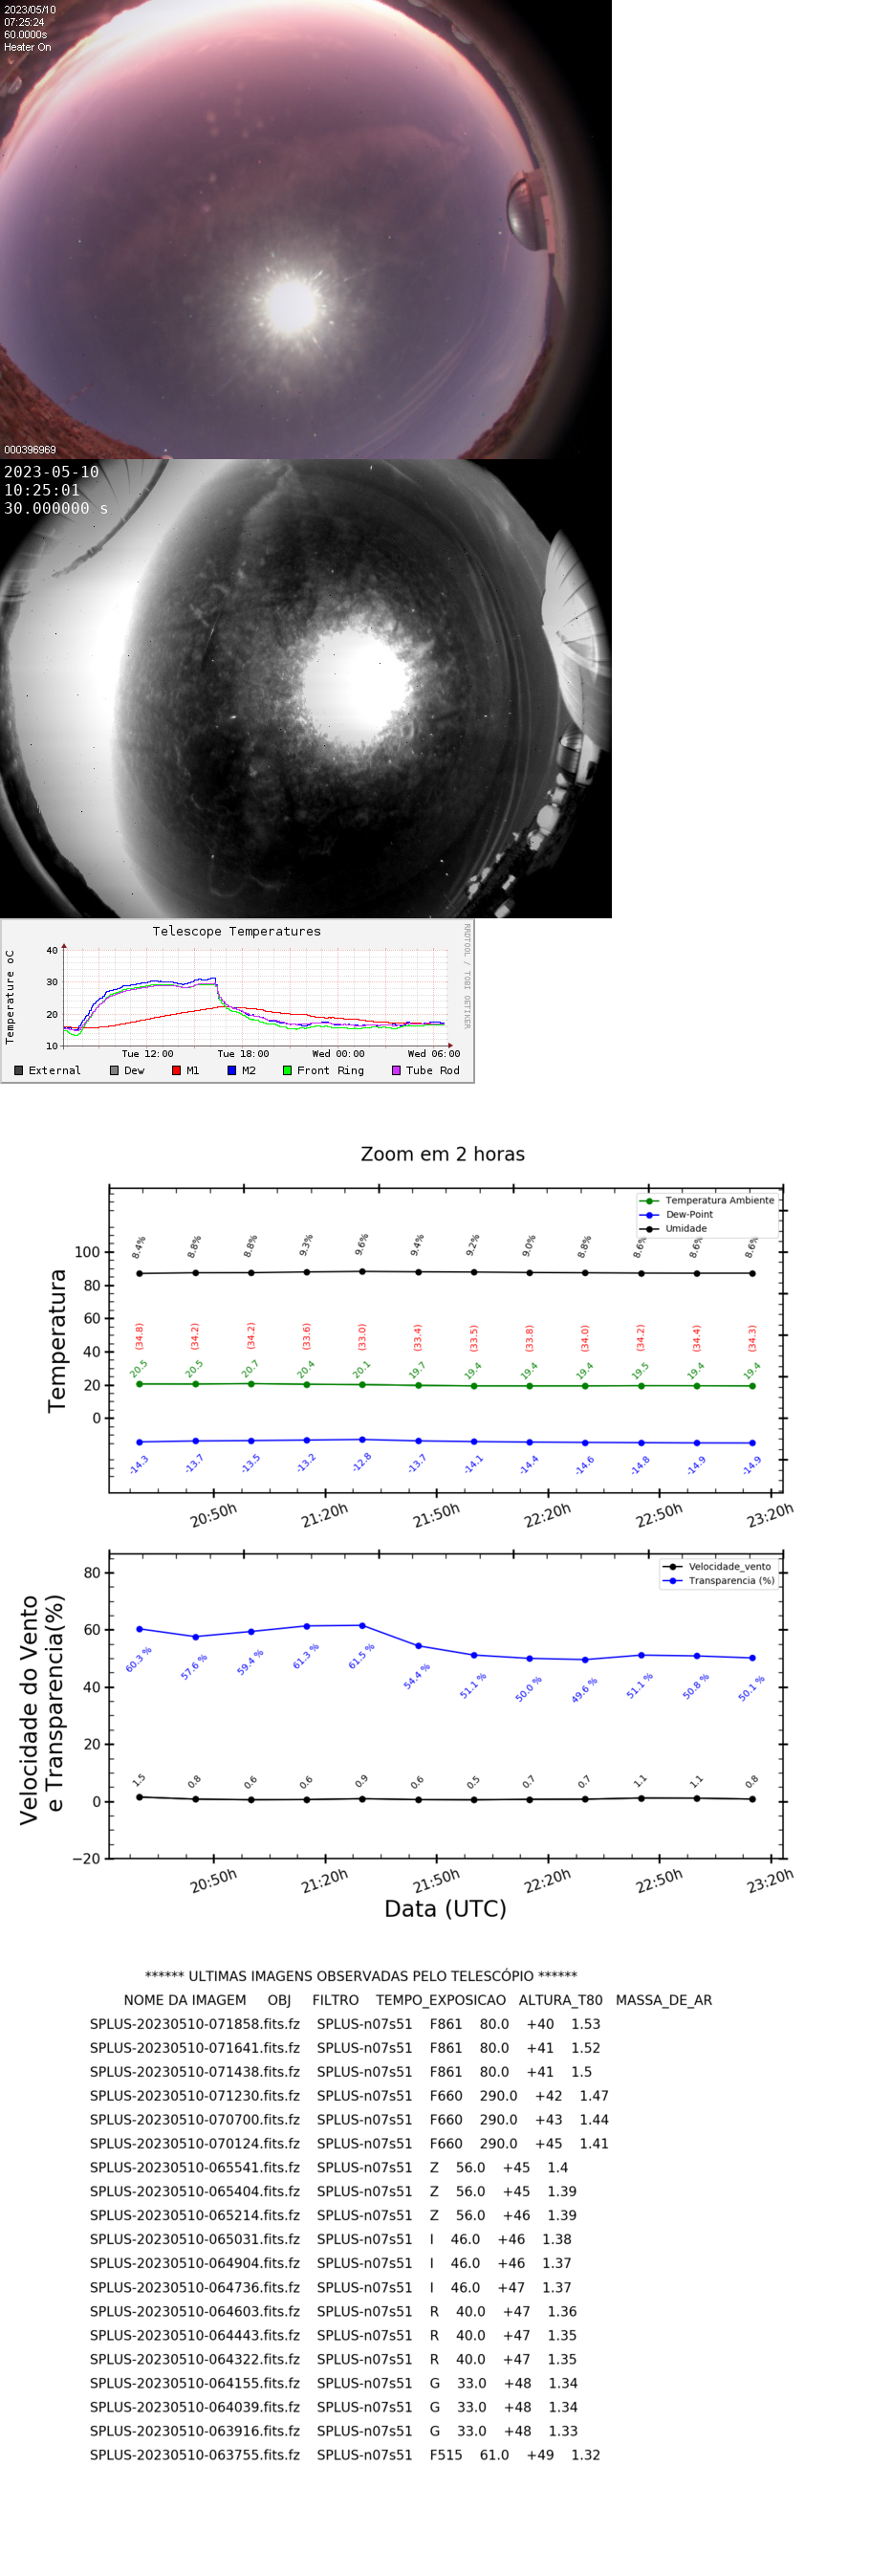 2023/05/10
07:25:24
60.0000s
Heater On
000396969
2023-05-10
10:25:01
30.000000 s
Telescope Temperatures
Temperature oC
RRDTOOL / TOBI OETIKER
40
30
20
10
Tue 12:00 Tue 18:00 Wed 00:00 Wed 06:00
External Dew M1 M2 Front Ring Tube Rod
Zoom em 2 horas
Temperatura Ambiente
Dew-Point
Umidade
Temperatura
100
80
60
40
20
0
8.4% 8.8% 8.8% 9.3% 9.6% 9.4% 9.2% 9.0% 8.8% 8.6% 8.6% 8.6%
(34.8) (34.2) (34.2) (33.6) (33.0) (33.4) (33.5) (33.8) (34.0) (34.2) (34.4) (34.3)
20.5 20.5 20.7 20.4 20.1 19.7 19.4 19.4 19.4 19.5 19.4 19.4
-14.3 -13.7 -13.5 -13.2 -12.8 -13.7 -14.1 -14.4 -14.6 -14.8 -14.9 -14.9
20:50h 21:20h 21:50h 22:20h 22:50h 23:20h
Velocidade_vento
Transparencia (%)
Velocidade do Vento
e Transparencia(%)
80
60
40
20
0
−20
60.3 % 57.6 % 59.4 % 61.3 % 61.5 % 54.4 % 51.1 % 50.0 % 49.6 % 51.1 % 50.8 % 50.1 %
1.5 0.8 0.6 0.6 0.9 0.6 0.5 0.7 0.7 1.1 1.1 0.8
20:50h 21:20h 21:50h 22:20h 22:50h 23:20h
Data (UTC)
****** ULTIMAS IMAGENS OBSERVADAS PELO TELESCÓPIO ******
NOME DA IMAGEM OBJ FILTRO TEMPO_EXPOSICAO ALTURA_T80 MASSA_DE_AR
SPLUS-20230510-071858.fits.fz SPLUS-n07s51 F861 80.0 +40 1.53
SPLUS-20230510-071641.fits.fz SPLUS-n07s51 F861 80.0 +41 1.52
SPLUS-20230510-071438.fits.fz SPLUS-n07s51 F861 80.0 +41 1.5
SPLUS-20230510-071230.fits.fz SPLUS-n07s51 F660 290.0 +42 1.47
SPLUS-20230510-070700.fits.fz SPLUS-n07s51 F660 290.0 +43 1.44
SPLUS-20230510-070124.fits.fz SPLUS-n07s51 F660 290.0 +45 1.41
SPLUS-20230510-065541.fits.fz SPLUS-n07s51 Z 56.0 +45 1.4
SPLUS-20230510-065404.fits.fz SPLUS-n07s51 Z 56.0 +45 1.39
SPLUS-20230510-065214.fits.fz SPLUS-n07s51 Z 56.0 +46 1.39
SPLUS-20230510-065031.fits.fz SPLUS-n07s51 I 46.0 +46 1.38
SPLUS-20230510-064904.fits.fz SPLUS-n07s51 I 46.0 +46 1.37
SPLUS-20230510-064736.fits.fz SPLUS-n07s51 I 46.0 +47 1.37
SPLUS-20230510-064603.fits.fz SPLUS-n07s51 R 40.0 +47 1.36
SPLUS-20230510-064443.fits.fz SPLUS-n07s51 R 40.0 +47 1.35
SPLUS-20230510-064322.fits.fz SPLUS-n07s51 R 40.0 +47 1.35
SPLUS-20230510-064155.fits.fz SPLUS-n07s51 G 33.0 +48 1.34
SPLUS-20230510-064039.fits.fz SPLUS-n07s51 G 33.0 +48 1.34
SPLUS-20230510-063916.fits.fz SPLUS-n07s51 G 33.0 +48 1.33
SPLUS-20230510-063755.fits.fz SPLUS-n07s51 F515 61.0 +49 1.32